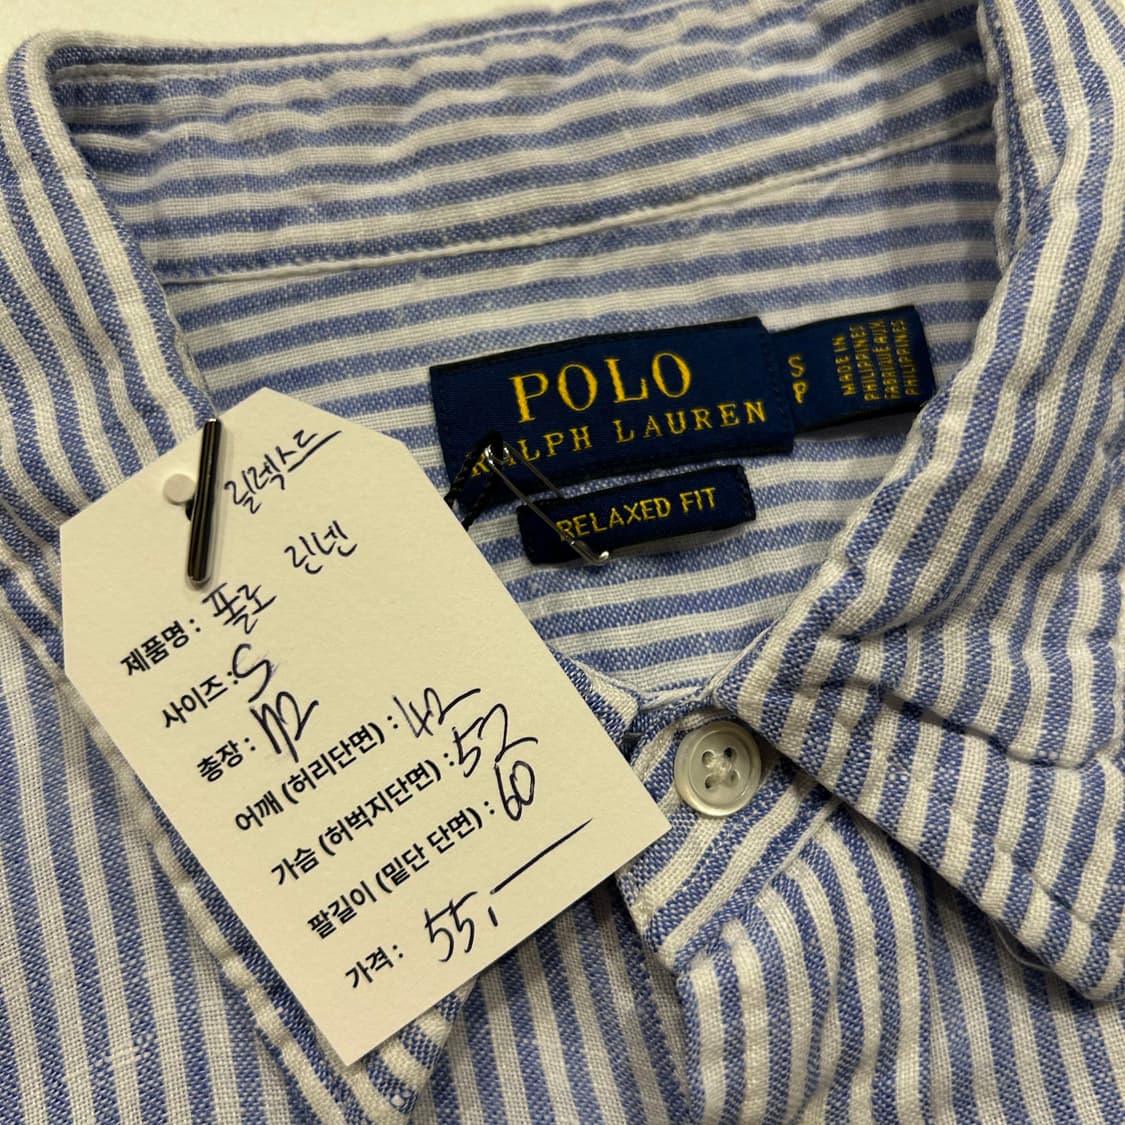 POLO
RALPH LAUREN
S
P
MADE IN
PHILIPPINES
FABRIQUE AUX
PHILIPPINES
RELAXED FIT
릴렉스드
제품명 : 폴로 린넨
사이즈 : S
총장 : 72
어깨 (허리단면) : 42
가슴 (허벅지단면) : 52
팔길이 (밑단 단면) : 60
가격 : 55,